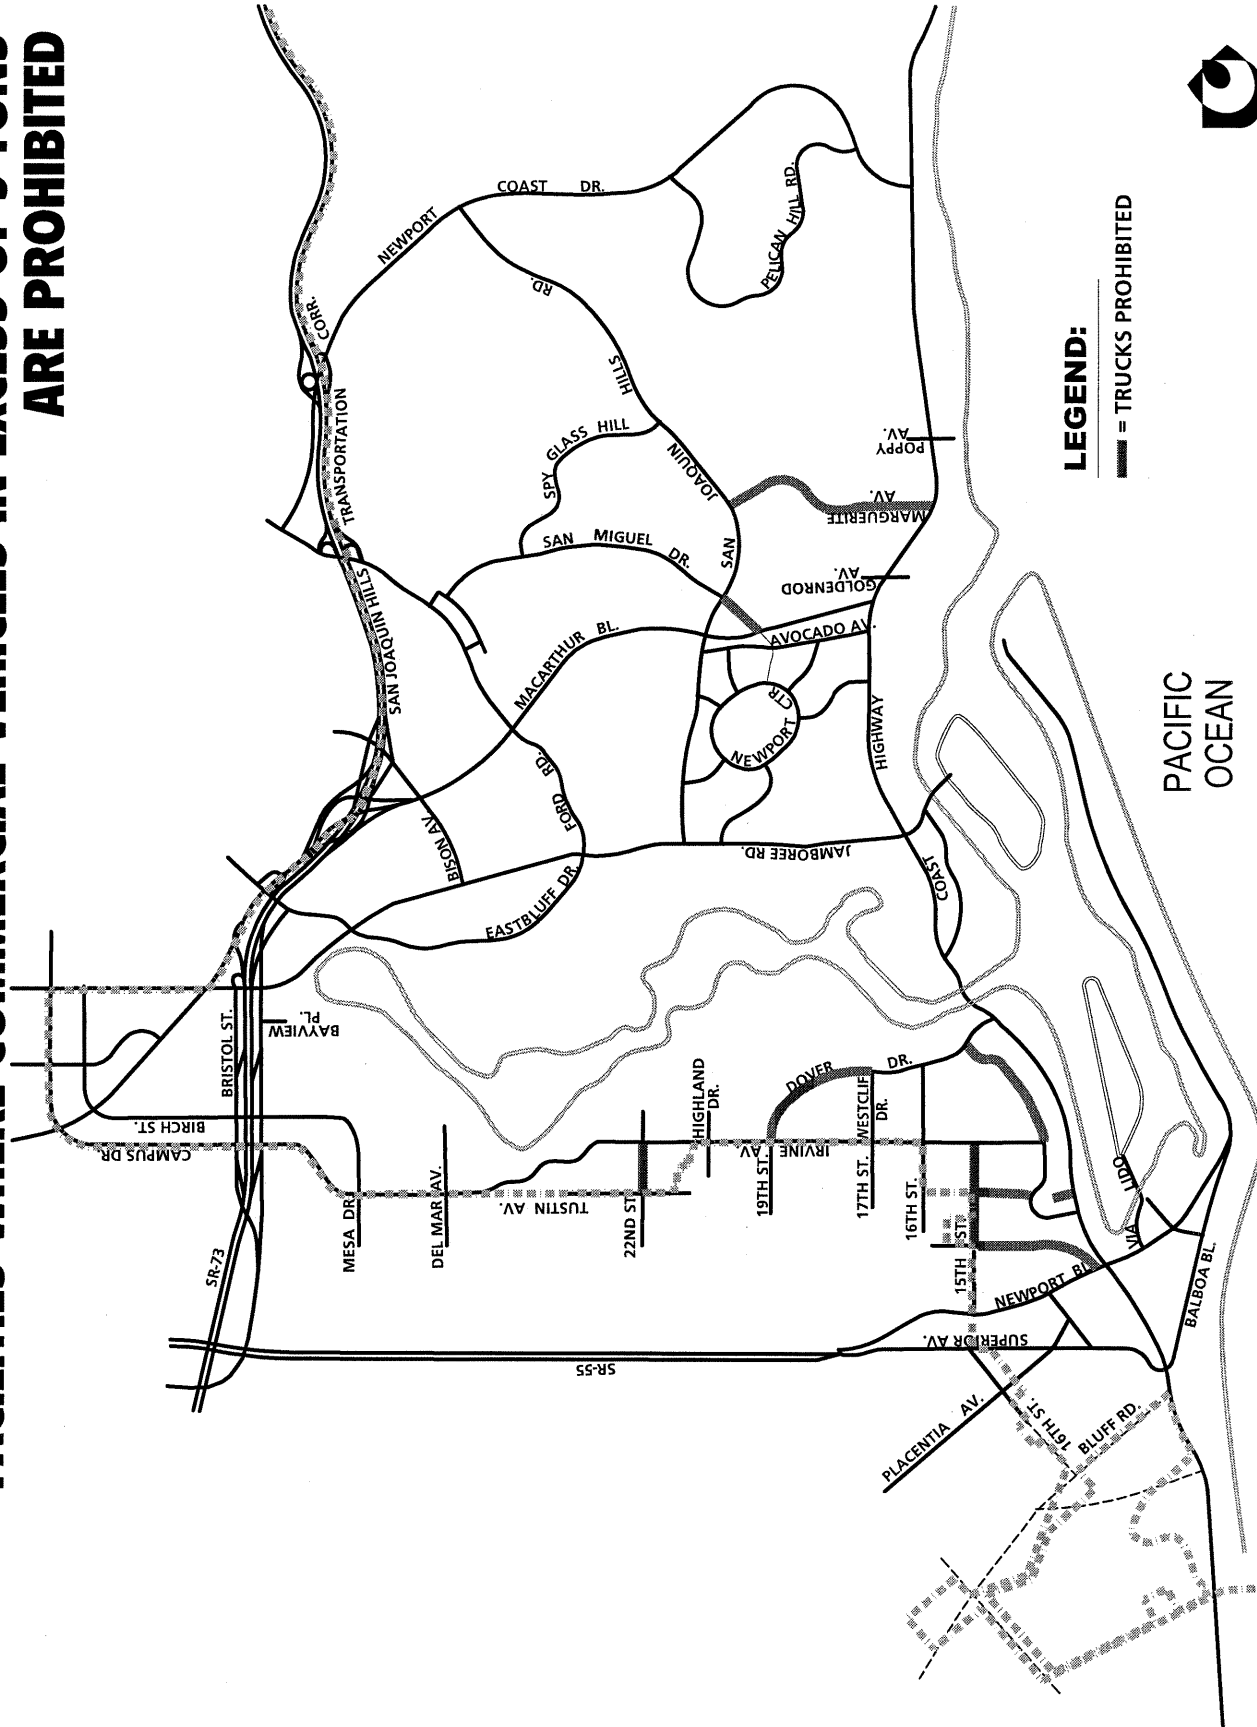 ARE PROHIBITED
NEWPORT
COAST DR.
PELICAN HILL RD.
SAN JOAQUIN HILLS
TRANSPORTATION
CORR.
SAN
JOAQUIN
HILLS
RD.
SPY GLASS HILL
SAN MIGUEL DR.
POPPY
AV.
MARGUERITE
AV.
GOLDENROD
AV.
MACARTHUR BL.
AVOCADO AV.
NEWPORT
CTR
COAST
HIGHWAY
FORD RD.
BISON AV.
JAMBOREE RD.
EASTBLUFF DR.
BRISTOL ST.
BAYVIEW
PL.
BIRCH ST.
CAMPUS DR.
MESA DR.
DEL MAR AV.
TUSTIN AV.
22ND ST.
HIGHLAND
DR.
IRVINE
AV.
DOVER
DR.
19TH ST.
17TH ST.
WESTCLIFF
DR.
16TH ST.
15TH
ST.
SR-73
SR-55
NEWPORT BL.
SUPERIOR AV.
PLACENTIA AV.
16TH ST.
BLUFF RD.
BALBOA BL.
VIA
LIDO
LEGEND:
= TRUCKS PROHIBITED
PACIFIC
OCEAN